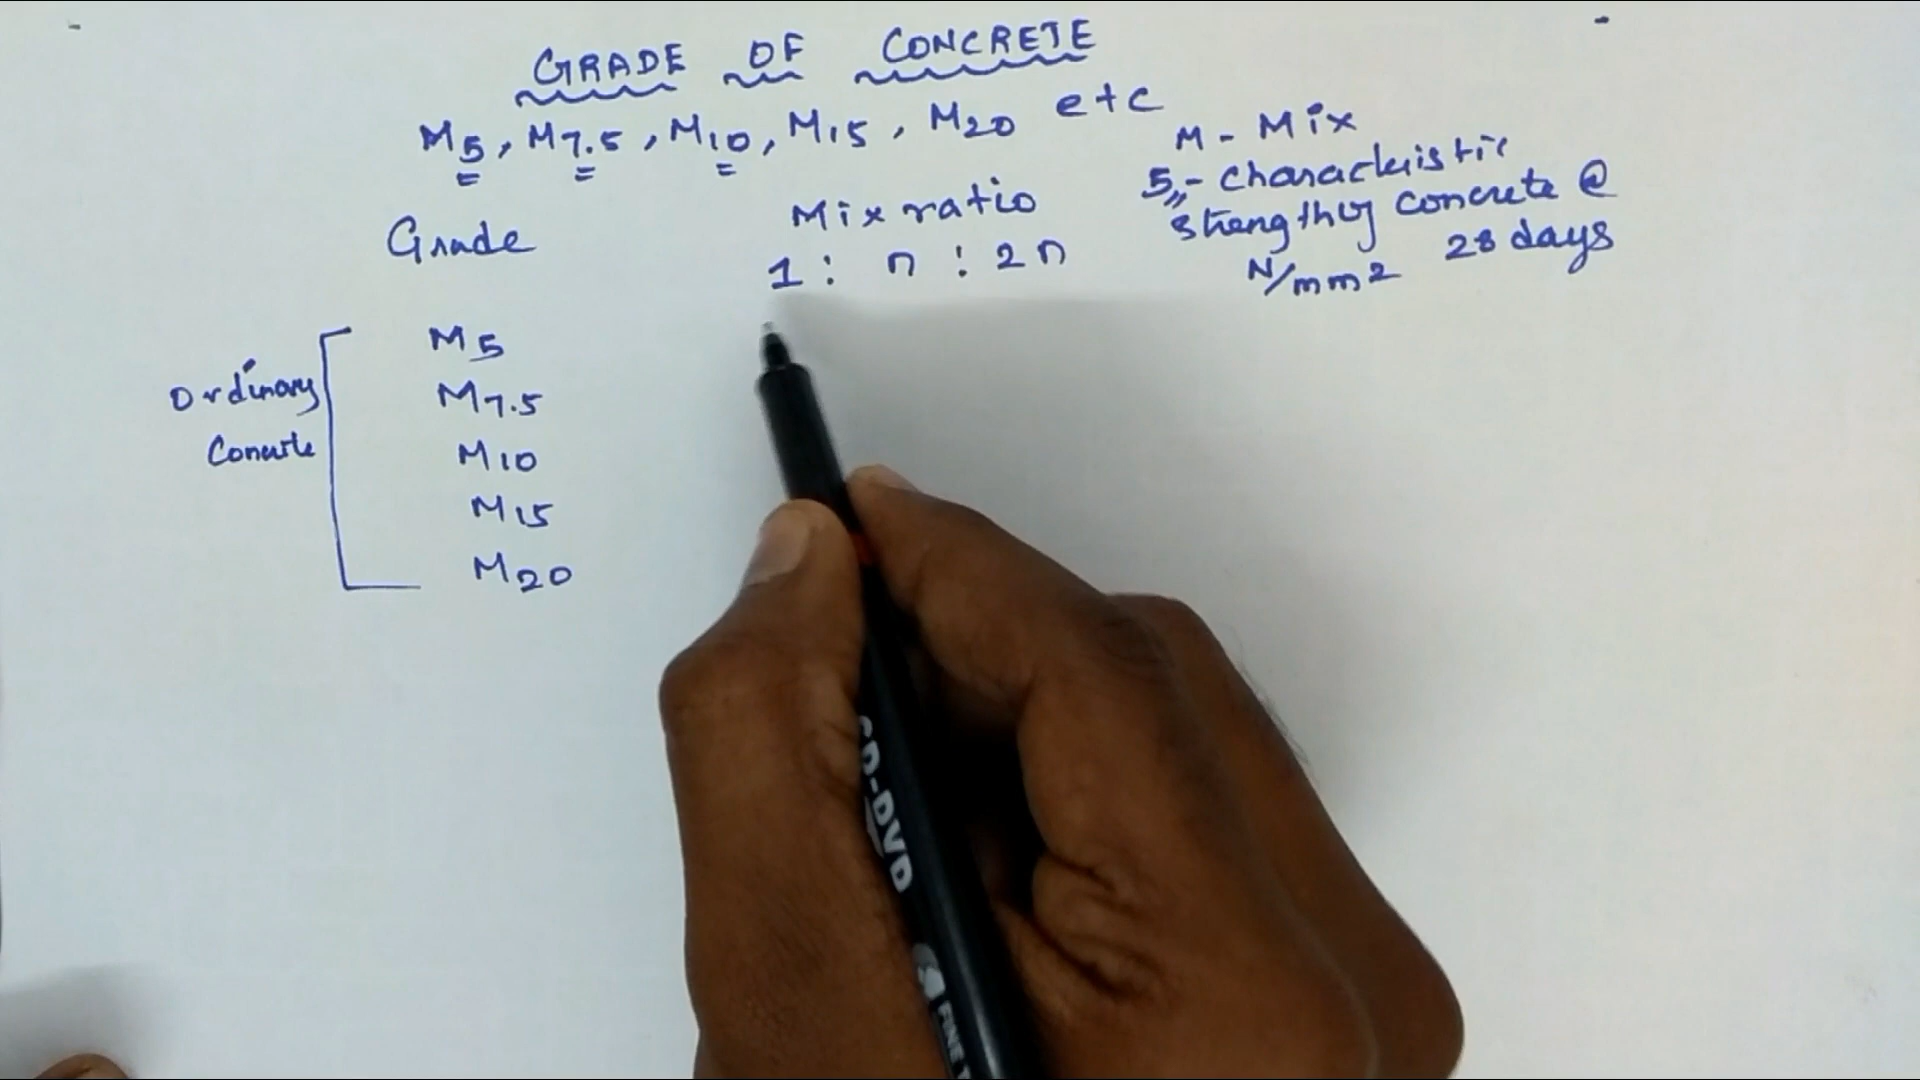 GRADE OF CONCRETE
M5, M7.5, M10, M15, M20 etc
M - Mix
5 - characteristic
strength of concrete @
28 days
N/mm2
Grade
Mix ratio
1 : n : 2n
Ordinary
Concrete
M5
M7.5
M10
M15
M20
CD-DVD
FINE